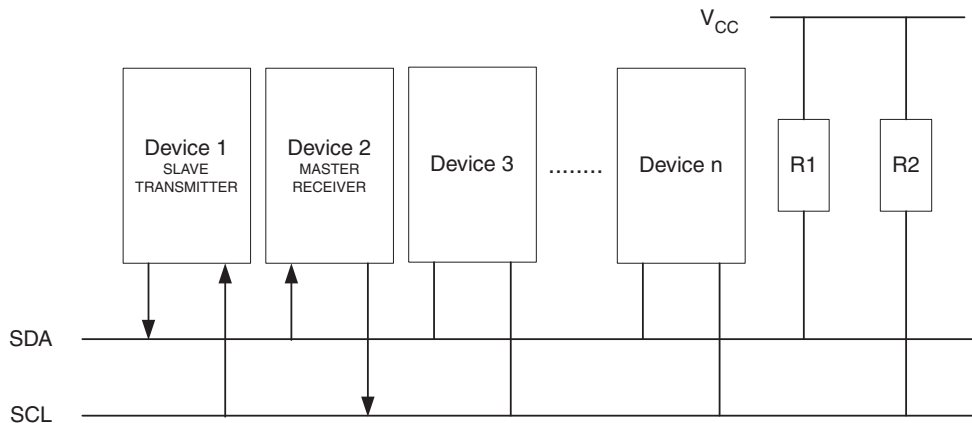 V_CC
Device 1
SLAVE
TRANSMITTER
Device 2
MASTER
RECEIVER
Device 3
........
Device n
R1
R2
SDA
SCL